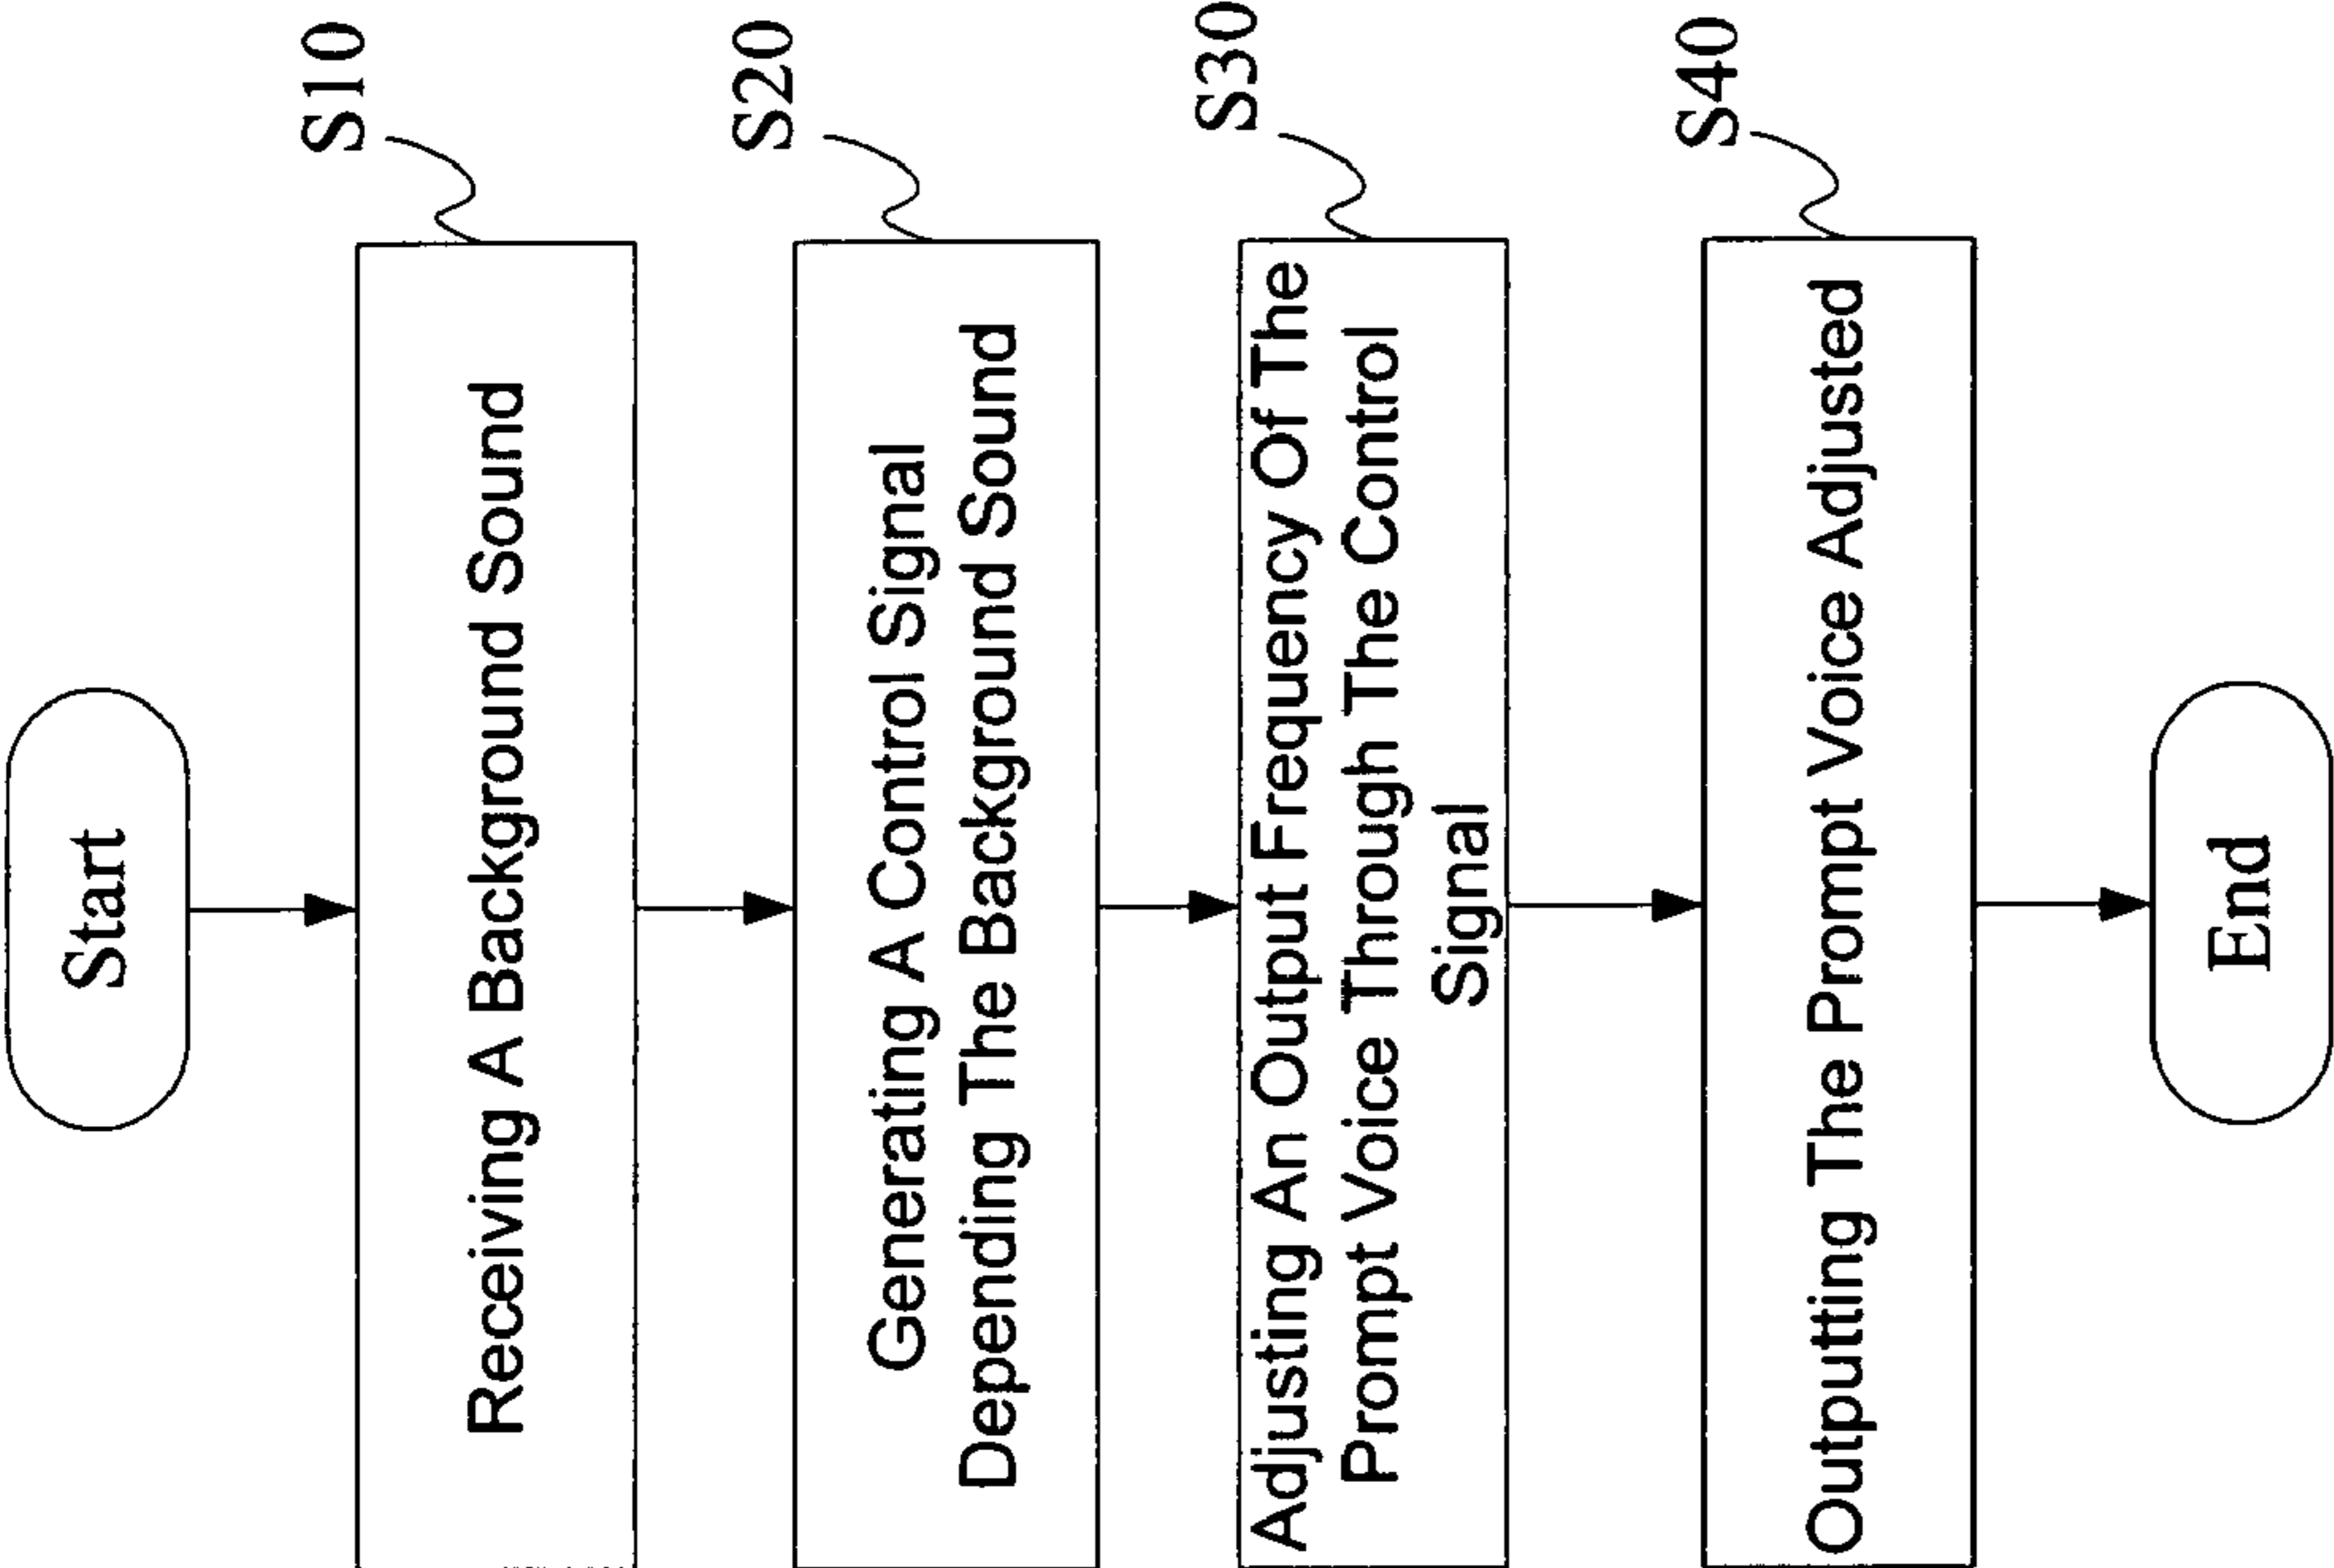 Start
S10
Receiving A Background Sound
S20
Generating A Control Signal
Depending The Background Sound
S30
Adjusting An Output Frequency Of The
Prompt Voice Through The Control
Signal
S40
Outputting The Prompt Voice Adjusted
End